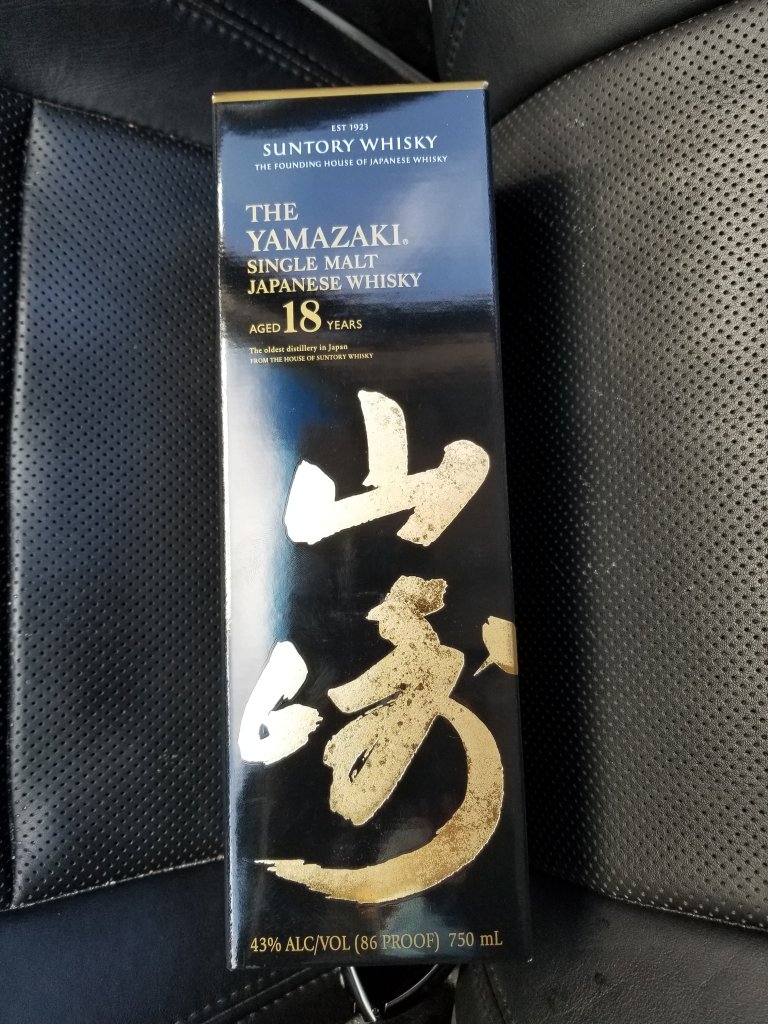 EST 1923
SUNTORY WHISKY
THE FOUNDING HOUSE OF JAPANESE WHISKY
THE
YAMAZAKI®
SINGLE MALT
JAPANESE WHISKY
AGED 18 YEARS
The oldest distillery in Japan
FROM THE HOUSE OF SUNTORY WHISKY
山
崎
43% ALC/VOL (86 PROOF) 750 mL